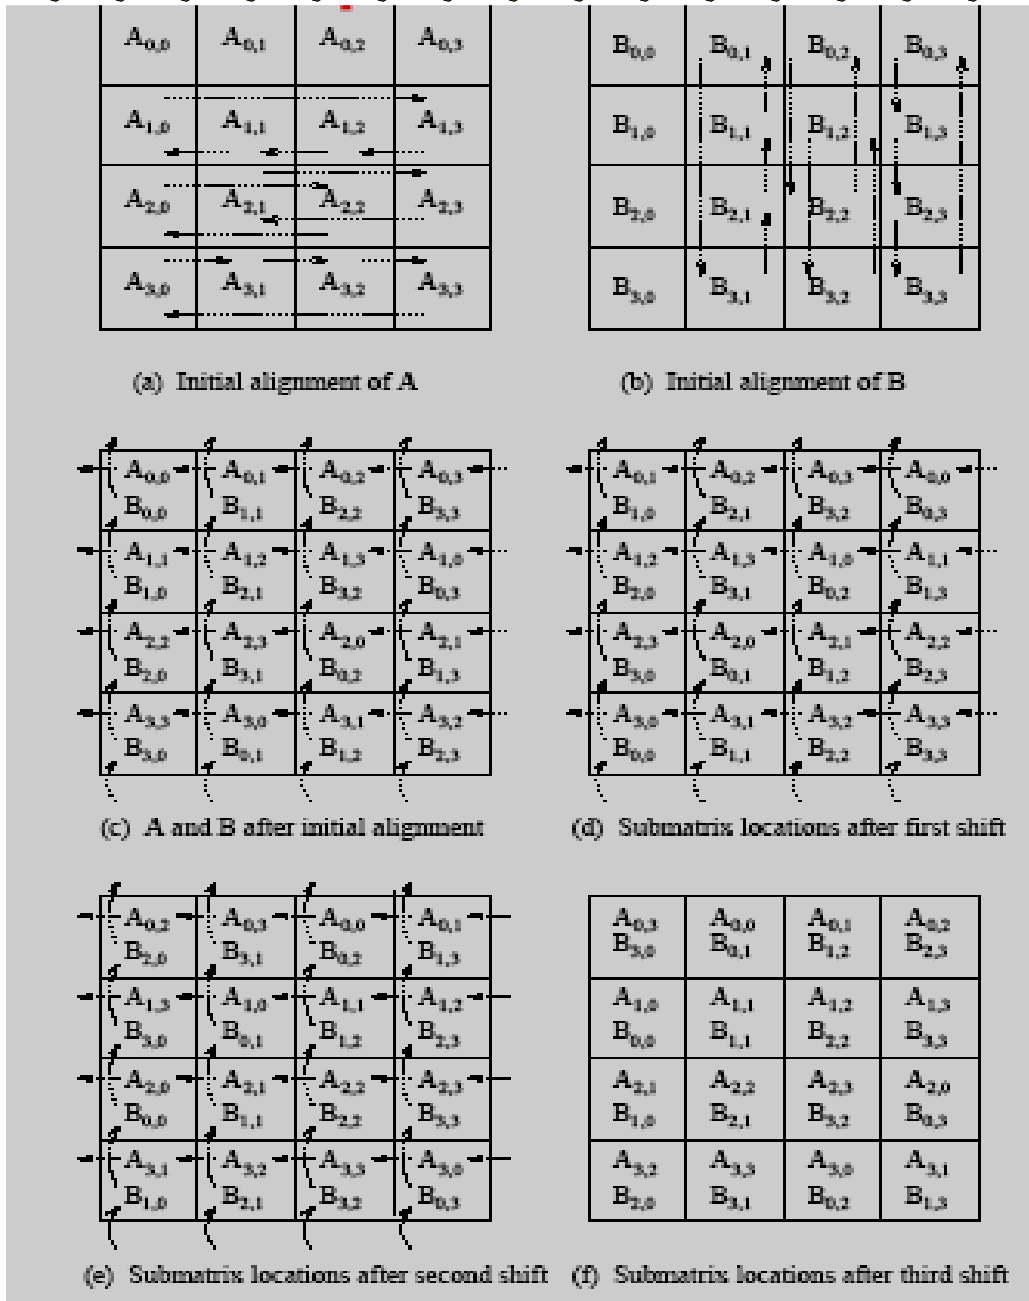 A0,0 A0,1 A0,2 A0,3
A1,0 A1,1 A1,2 A1,3
A2,0 A2,1 A2,2 A2,3
A3,0 A3,1 A3,2 A3,3
(a) Initial alignment of A
B0,0 B0,1 B0,2 B0,3
B1,0 B1,1 B1,2 B1,3
B2,0 B2,1 B2,2 B2,3
B3,0 B3,1 B3,2 B3,3
(b) Initial alignment of B
A0,0 A0,1 A0,2 A0,3
B0,0 B1,1 B2,2 B3,3
A1,1 A1,2 A1,3 A1,0
B1,0 B2,1 B3,2 B0,3
A2,2 A2,3 A2,0 A2,1
B2,0 B3,1 B0,2 B1,3
A3,3 A3,0 A3,1 A3,2
B3,0 B0,1 B1,2 B2,3
(c) A and B after initial alignment
A0,1 A0,2 A0,3 A0,0
B1,0 B2,1 B3,2 B0,3
A1,2 A1,3 A1,0 A1,1
B2,0 B3,1 B0,2 B1,3
A2,3 A2,0 A2,1 A2,2
B3,0 B0,1 B1,2 B2,3
A3,0 A3,1 A3,2 A3,3
B0,0 B1,1 B2,2 B3,3
(d) Submatrix locations after first shift
A0,2 A0,3 A0,0 A0,1
B2,0 B3,1 B0,2 B1,3
A1,3 A1,0 A1,1 A1,2
B3,0 B0,1 B1,2 B2,3
A2,0 A2,1 A2,2 A2,3
B0,0 B1,1 B2,2 B3,3
A3,1 A3,2 A3,3 A3,0
B1,0 B2,1 B3,2 B0,3
(e) Submatrix locations after second shift
A0,3 A0,0 A0,1 A0,2
B3,0 B0,1 B1,2 B2,3
A1,0 A1,1 A1,2 A1,3
B0,0 B1,1 B2,2 B3,3
A2,1 A2,2 A2,3 A2,0
B1,0 B2,1 B3,2 B0,3
A3,2 A3,3 A3,0 A3,1
B2,0 B3,1 B0,2 B1,3
(f) Submatrix locations after third shift